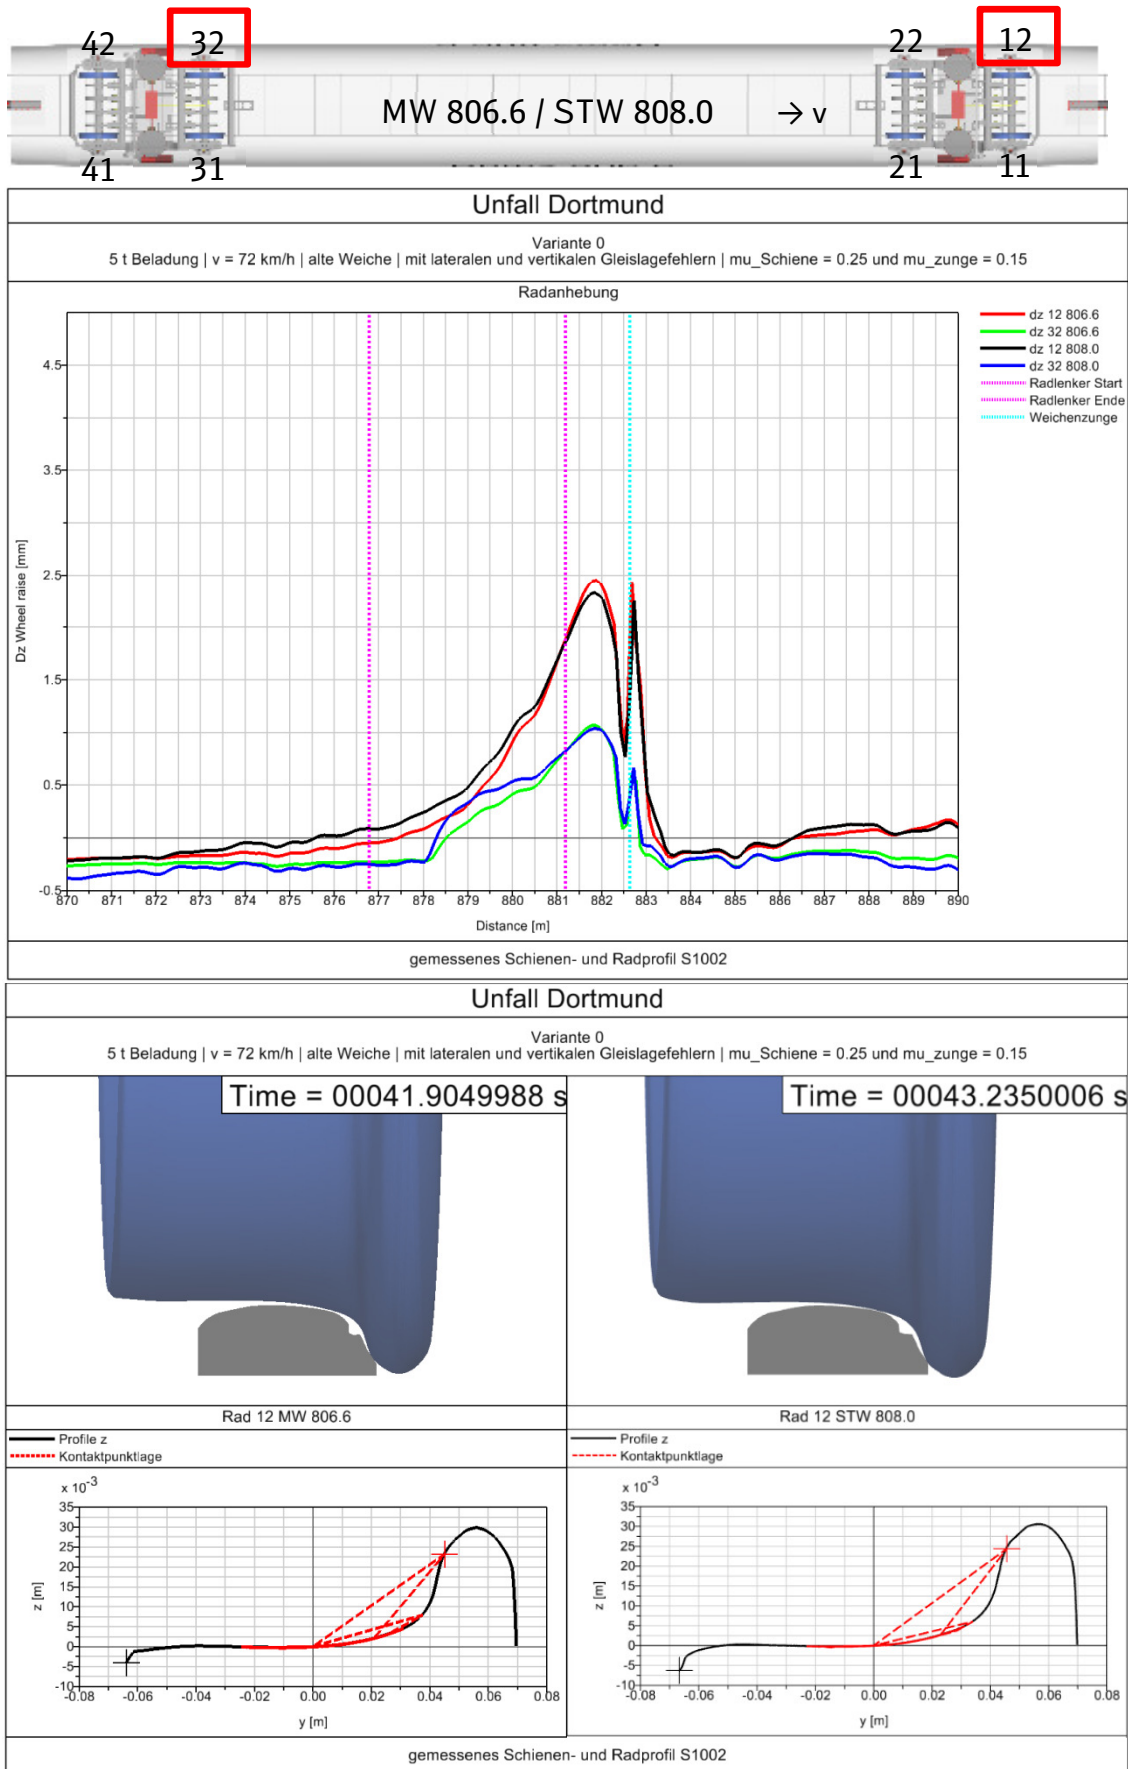 42 32 22 12
MW 806.6 / STW 808.0 → v
41 31 21 11
Unfall Dortmund
Variante 0
5 t Beladung | v = 72 km/h | alte Weiche | mit lateralen und vertikalen Gleislagefehlern | mu_Schiene = 0.25 und mu_zunge = 0.15
Radanhebung
dz 12 806.6
dz 32 806.6
dz 12 808.0
dz 32 808.0
Radlenker Start
Radlenker Ende
Weichenzunge
4.5
3.5
2.5
1.5
0.5
-0.5
Dz Wheel raise [mm]
870 871 872 873 874 875 876 877 878 879 880 881 882 883 884 885 886 887 888 889 890
Distance [m]
gemessenes Schienen- und Radprofil S1002
Unfall Dortmund
Variante 0
5 t Beladung | v = 72 km/h | alte Weiche | mit lateralen und vertikalen Gleislagefehlern | mu_Schiene = 0.25 und mu_zunge = 0.15
Time = 00041.9049988 s
Time = 00043.2350006 s
Rad 12 MW 806.6
Rad 12 STW 808.0
Profile z
Kontaktpunktlage
x 10-3
35
30
25
20
15
10
5
0
-5
-10
z [m]
-0.08 -0.06 -0.04 -0.02 0.00 0.02 0.04 0.06 0.08
y [m]
Profile z
Kontaktpunktlage
x 10-3
35
30
25
20
15
10
5
0
-5
-10
z [m]
-0.08 -0.06 -0.04 -0.02 0.00 0.02 0.04 0.06 0.08
y [m]
gemessenes Schienen- und Radprofil S1002